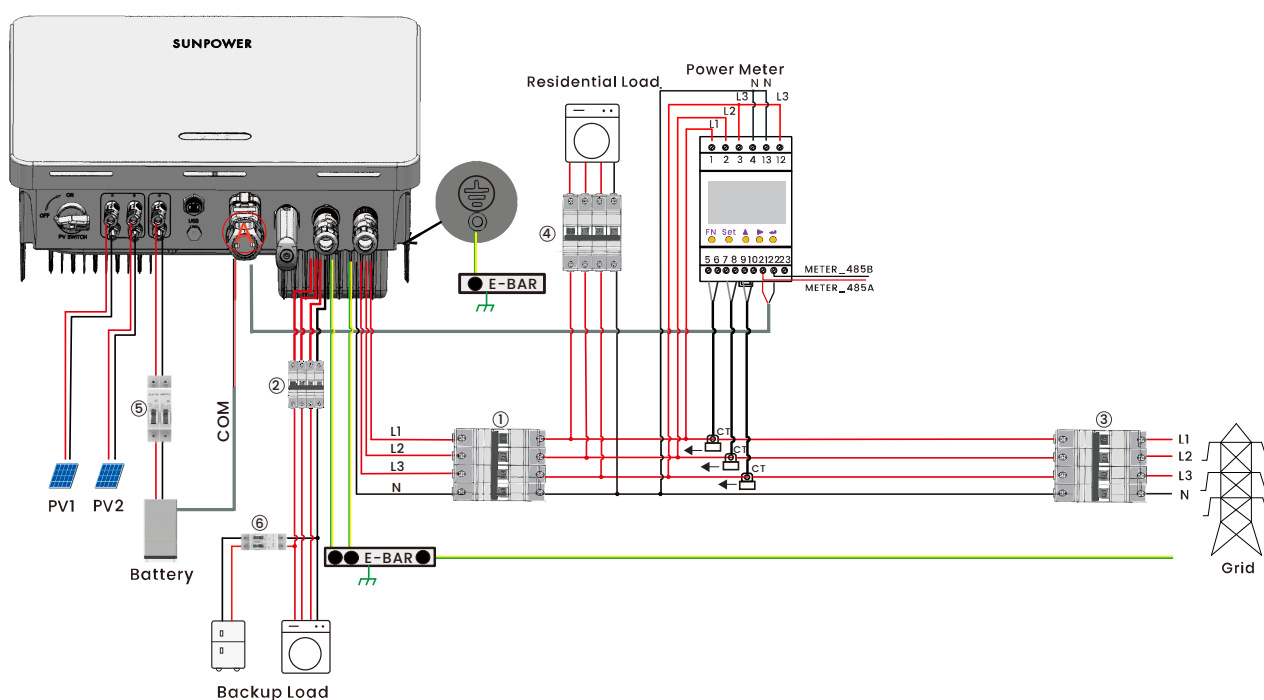 SUNPOWER
Residential Load
Power Meter
N N
L3 L3
L2
L1
1 2 3 4 13 12
FN Set
5 6 7 8 9 10 21 22 23
METER_485B
METER_485A
ON
OFF
PV SWITCH
USB
A
E-BAR
④
②
⑤
COM
①
③
CT
CT
CT
L1
L2
L3
N
L1
L2
L3
N
PV1 PV2
⑥
E-BAR
Battery
Grid
Backup Load